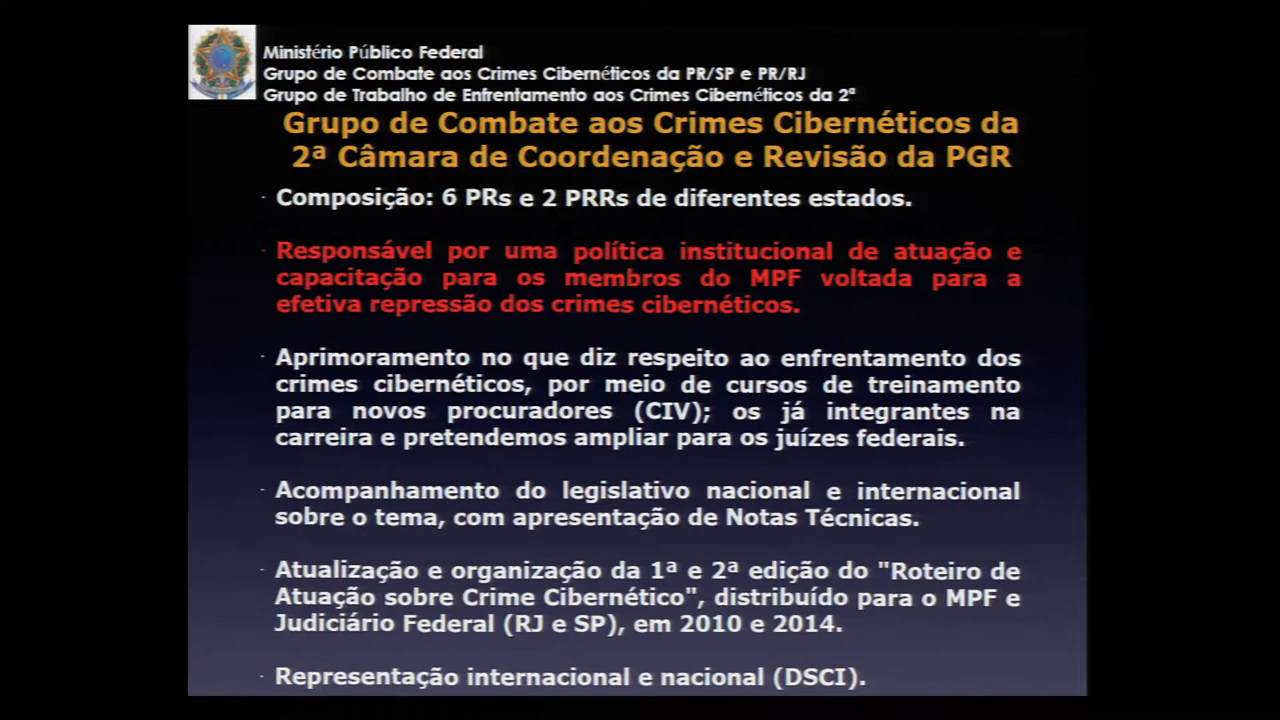 Ministério Público Federal
Grupo de Combate aos Crimes Cibernéticos da PR/SP e PR/RJ
Grupo de Trabalho de Enfrentamento aos Crimes Cibernéticos da 2ª
Grupo de Combate aos Crimes Cibernéticos da
2ª Câmara de Coordenação e Revisão da PGR
· Composição: 6 PRs e 2 PRRs de diferentes estados.
· Responsável por uma política institucional de atuação e
capacitação para os membros do MPF voltada para a
efetiva repressão dos crimes cibernéticos.
· Aprimoramento no que diz respeito ao enfrentamento dos
crimes cibernéticos, por meio de cursos de treinamento
para novos procuradores (CIV); os já integrantes na
carreira e pretendemos ampliar para os juízes federais.
· Acompanhamento do legislativo nacional e internacional
sobre o tema, com apresentação de Notas Técnicas.
· Atualização e organização da 1ª e 2ª edição do "Roteiro de
Atuação sobre Crime Cibernético", distribuído para o MPF e
Judiciário Federal (RJ e SP), em 2010 e 2014.
· Representação internacional e nacional (DSCI).